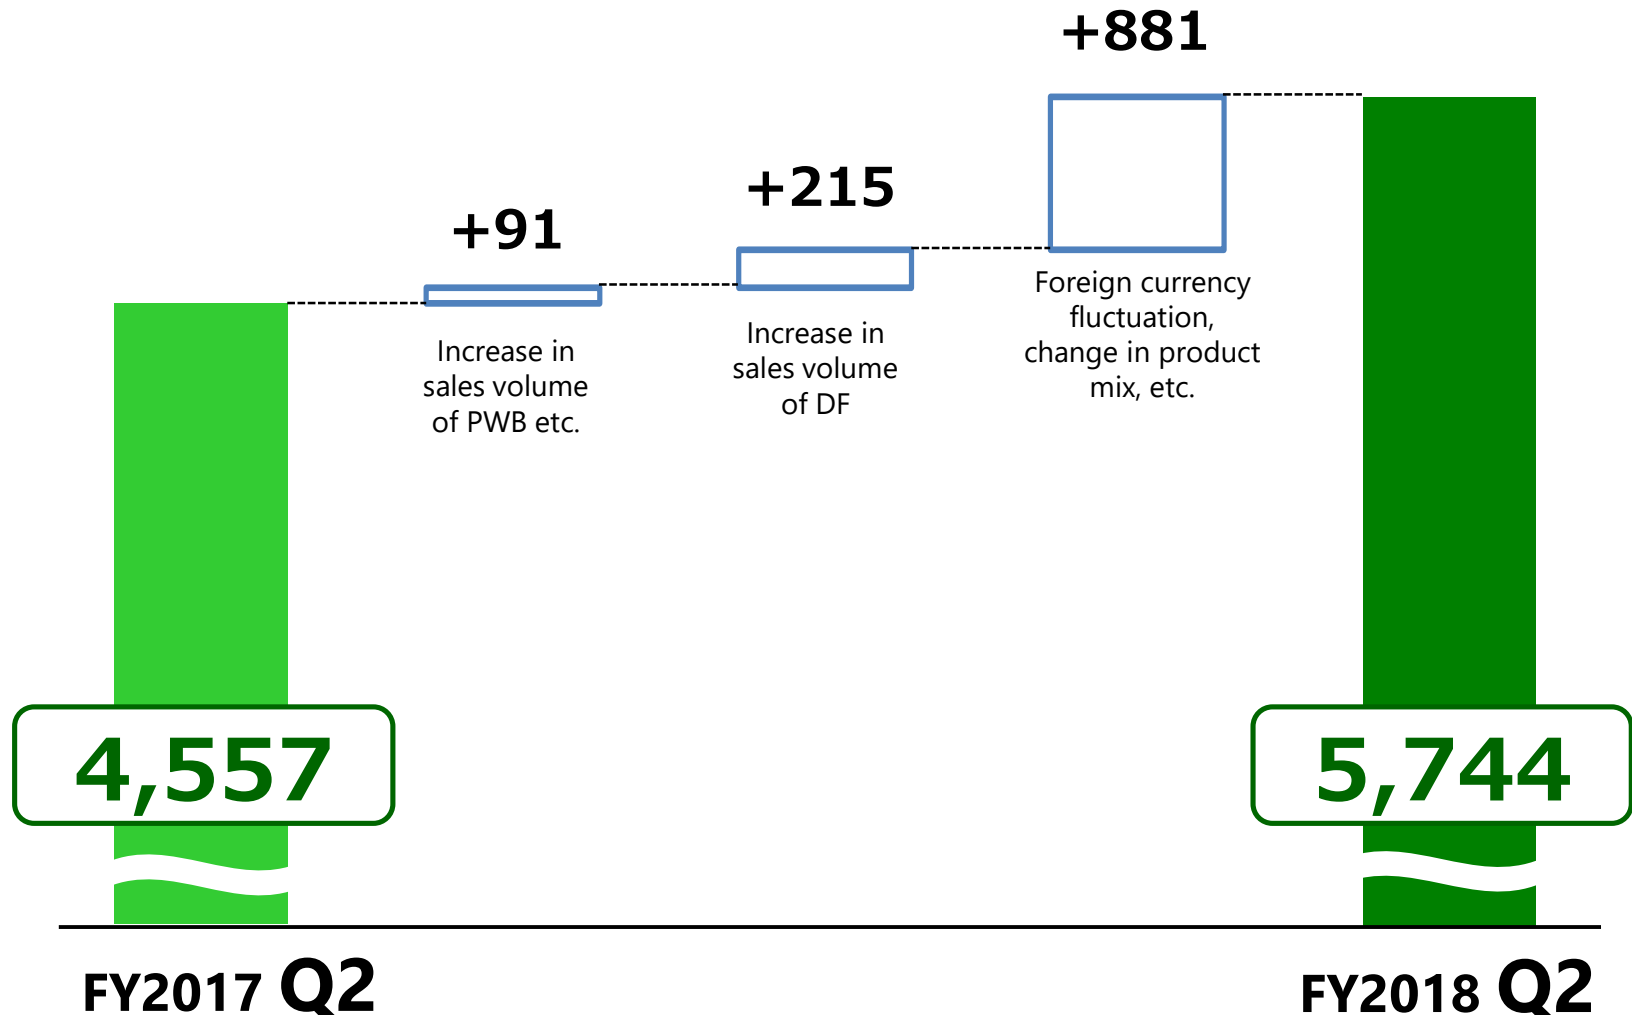 +881
+215
+91
Foreign currency
fluctuation,
change in product
mix, etc.
Increase in
sales volume
of DF
Increase in
sales volume
of PWB etc.
4,557
5,744
FY2017 Q2
FY2018 Q2